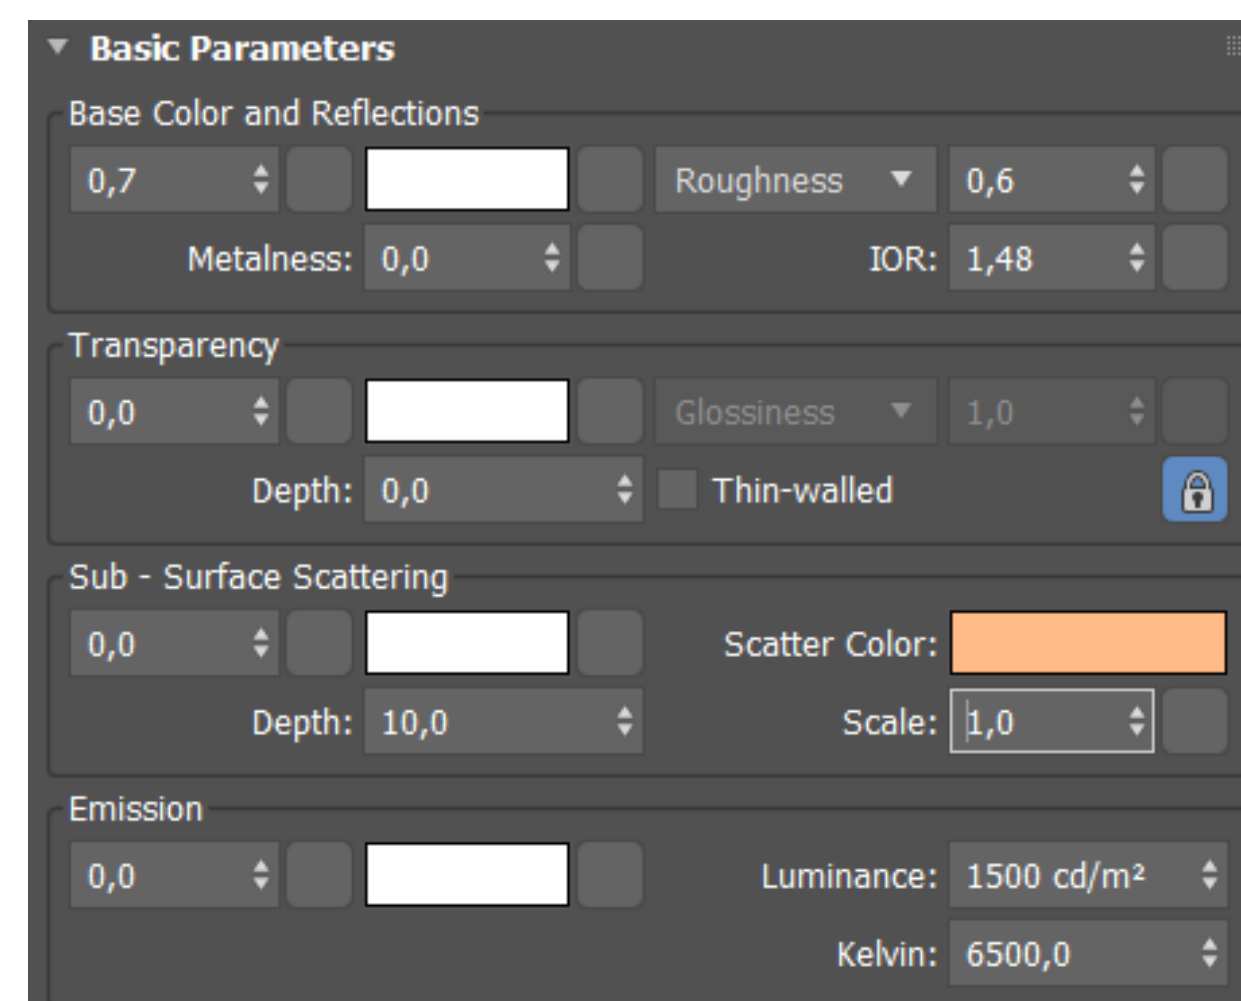 Basic Parameters
Base Color and Reflections
0,7 Roughness 0,6
Metalness: 0,0 IOR: 1,48
Transparency
0,0 Glossiness 1,0
Depth: 0,0 Thin-walled
Sub - Surface Scattering
0,0 Scatter Color:
Depth: 10,0 Scale: 1,0
Emission
0,0 Luminance: 1500 cd/m²
Kelvin: 6500,0